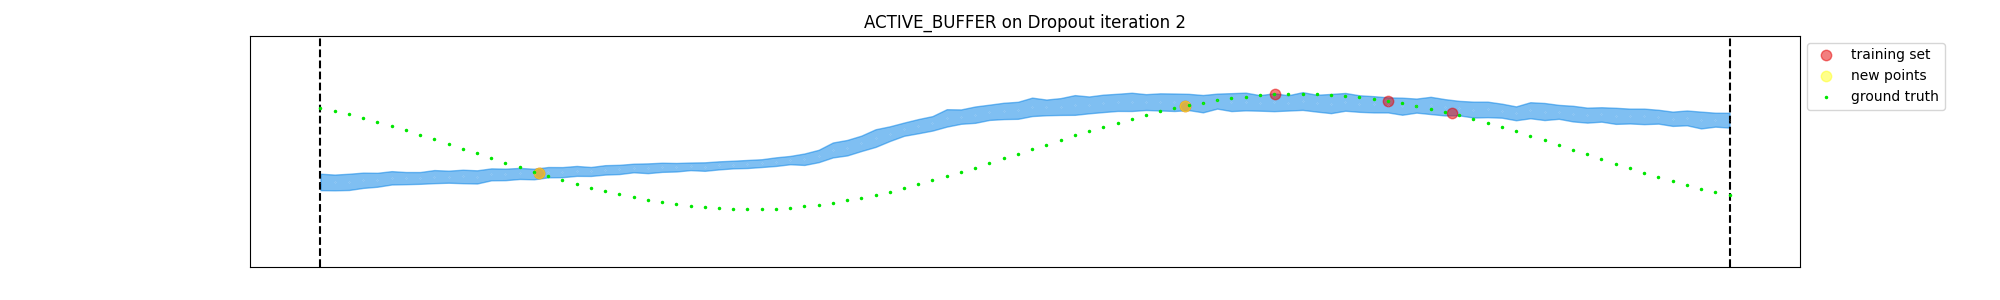 ACTIVE_BUFFER on Dropout iteration 2
training set
new points
ground truth